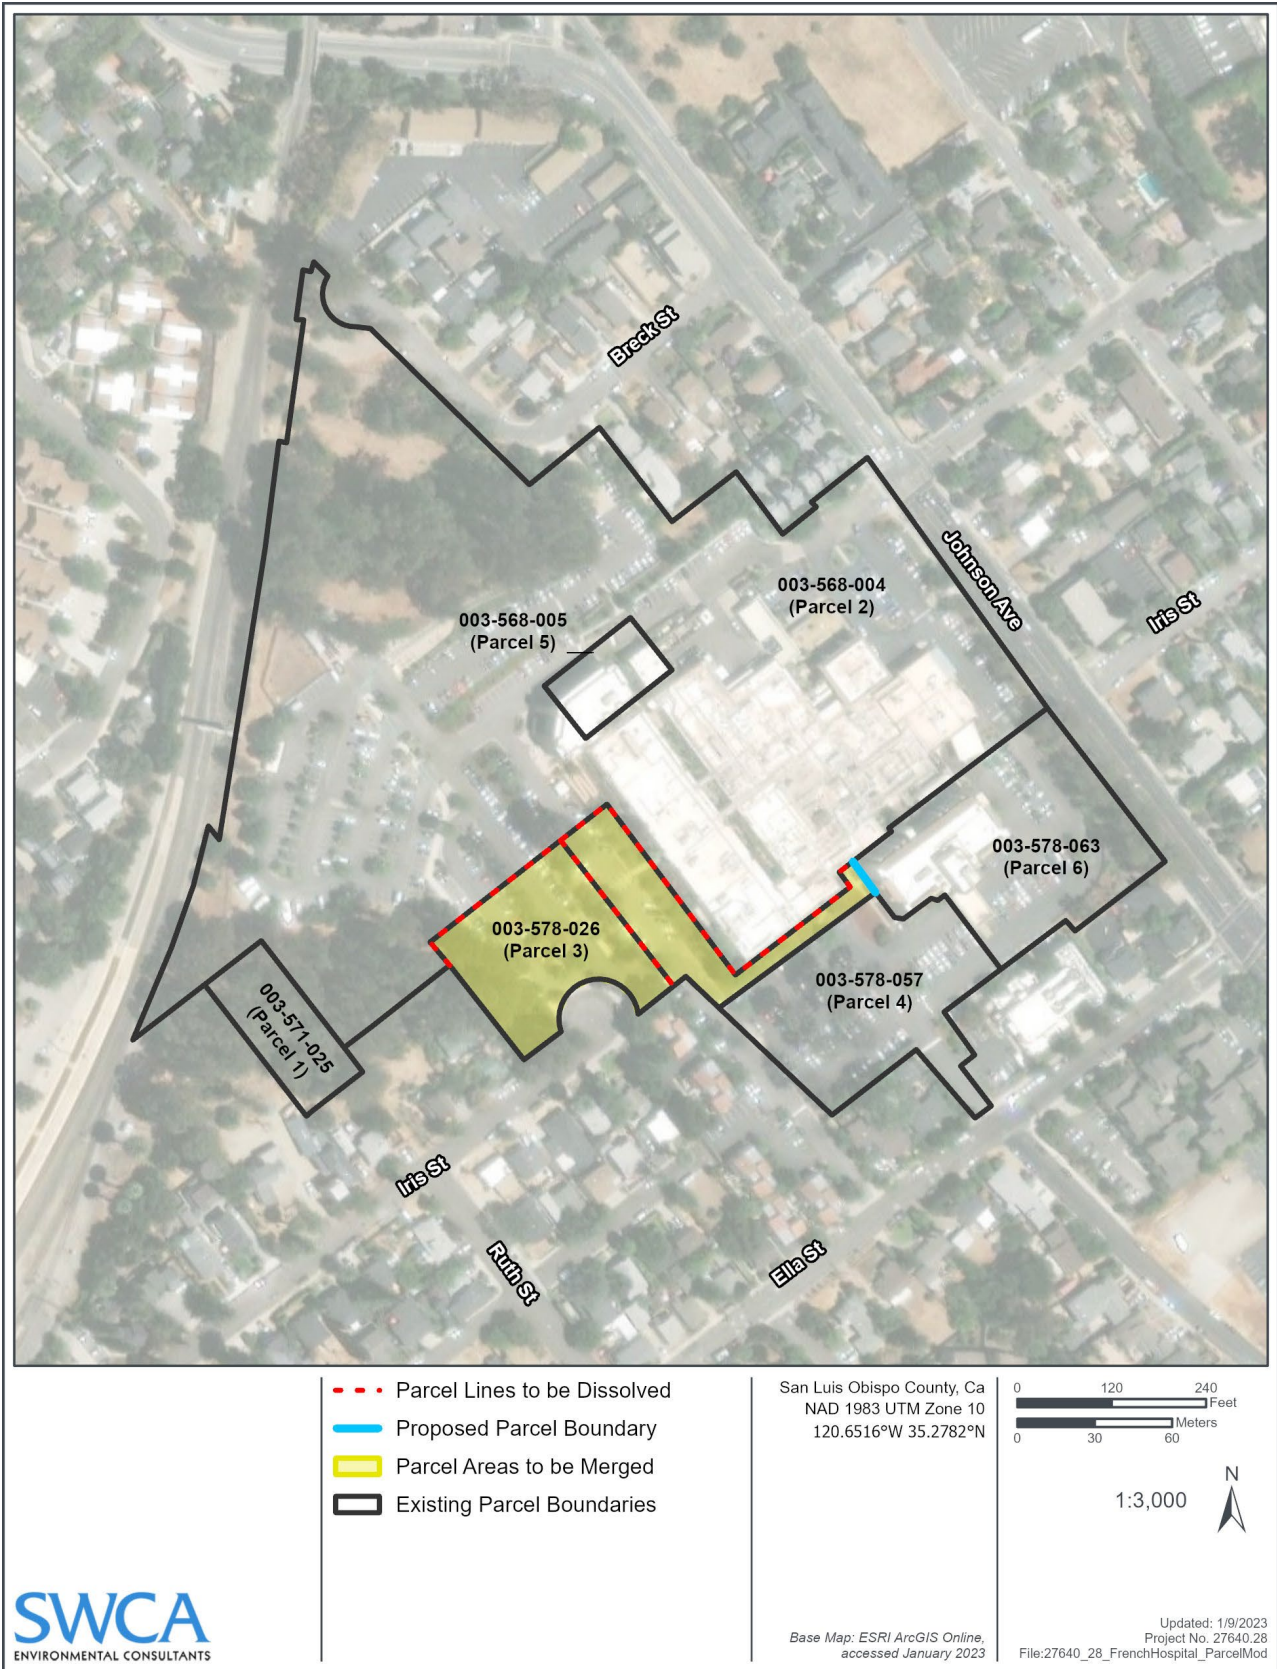 Breck St
Johnson Ave
Iris St
003-568-004
(Parcel 2)
003-568-005
(Parcel 5)
003-578-063
(Parcel 6)
003-578-026
(Parcel 3)
003-578-057
(Parcel 4)
003-571-025
(Parcel 1)
Iris St
Ruth St
Ella St
Parcel Lines to be Dissolved
Proposed Parcel Boundary
Parcel Areas to be Merged
Existing Parcel Boundaries
San Luis Obispo County, Ca
NAD 1983 UTM Zone 10
120.6516°W 35.2782°N
0 120 240
Feet
Meters
0 30 60
N
1:3,000
SWCA
ENVIRONMENTAL CONSULTANTS
Base Map: ESRI ArcGIS Online,
accessed January 2023
Updated: 1/9/2023
Project No. 27640.28
File:27640_28_FrenchHospital_ParcelMod